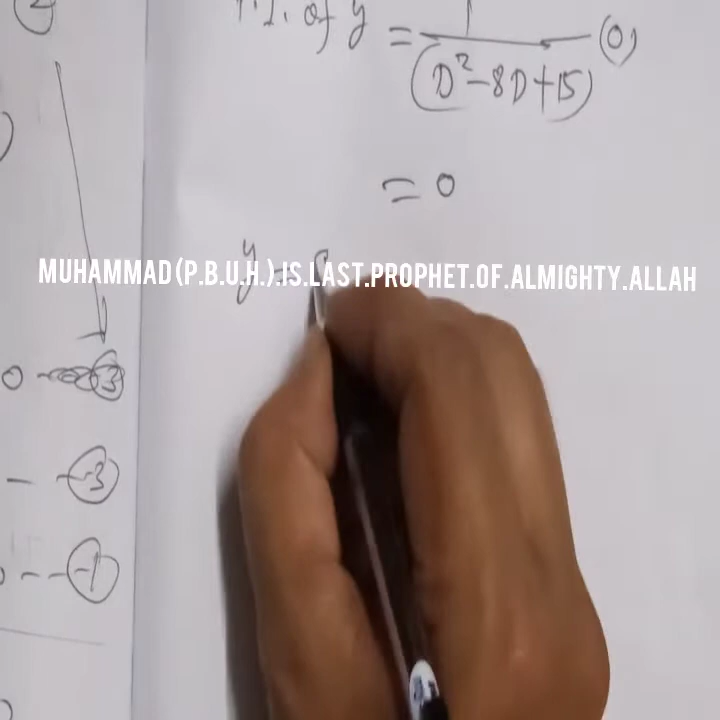 P.I. of y = 1/(D²-8D+15) (0)
= 0
y =
MUHAMMAD(P.B.U.H.).IS.LAST.PROPHET.OF.ALMIGHTY.ALLAH
0 -
- -3
-- -1